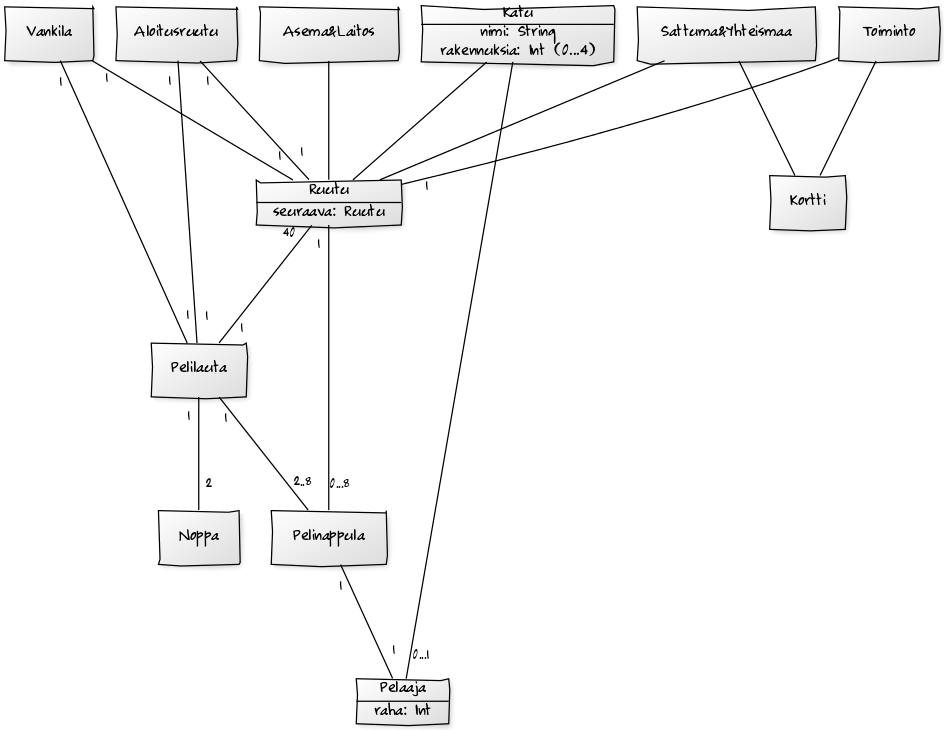 Vankila
Aloitusruutu
Asema&Laitos
Katu
nimi: String
rakennuksia: Int (0...4)
Sattuma&Yhteismaa
Toiminto
1
1
1
1
1
1
1
Ruutu
seuraava: Ruutu
Kortti
40
1
1
1
1
Pelilauta
1
1
2
2..8
0...8
Noppa
Pelinappula
1
1
0...1
Pelaaja
raha: Int